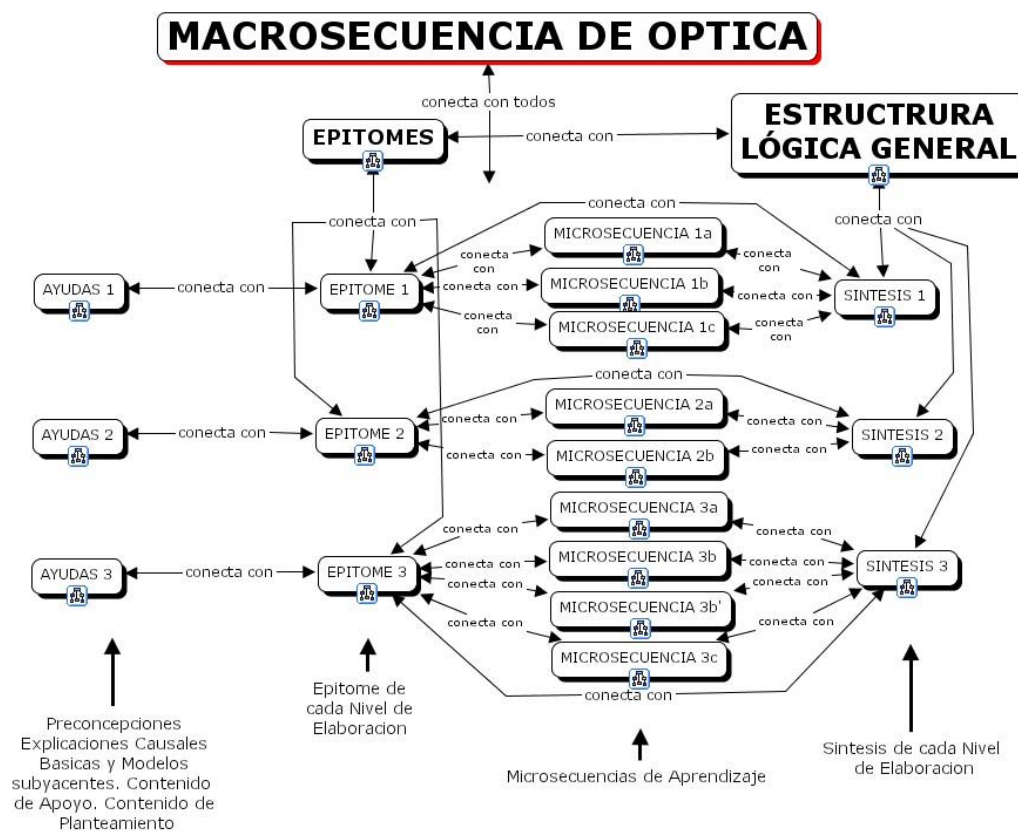 MACROSECUENCIA DE OPTICA
conecta con todos
EPITOMES
conecta con
ESTRUCTRURA
LÓGICA GENERAL
conecta con
conecta con
conecta con
MICROSECUENCIA 1a
conecta
con
conecta
con
AYUDAS 1
conecta con
EPITOME 1
conecta con
MICROSECUENCIA 1b
conecta con
SINTESIS 1
conecta
con
MICROSECUENCIA 1c
conecta
con
conecta con
MICROSECUENCIA 2a
conecta con
conecta con
AYUDAS 2
conecta con
EPITOME 2
SINTESIS 2
conecta con
MICROSECUENCIA 2b
conecta con
MICROSECUENCIA 3a
conecta con
conecta con
AYUDAS 3
conecta con
EPITOME 3
conecta con
MICROSECUENCIA 3b
conecta con
SINTESIS 3
conecta con
MICROSECUENCIA 3b'
conecta con
conecta con
MICROSECUENCIA 3c
conecta con
conecta con
Preconcepciones
Explicaciones Causales
Basicas y Modelos
subyacentes. Contenido
de Apoyo. Contenido de
Planteamiento
Epitome de
cada Nivel de
Elaboracion
Microsecuencias de Aprendizaje
Sintesis de cada Nivel
de Elaboracion